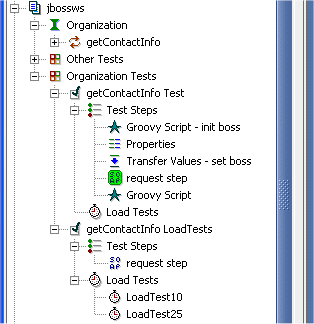 jbossws
Organization
getContactInfo
Other Tests
Organization Tests
getContactInfo Test
Test Steps
Groovy Script - init boss
Properties
Transfer Values - set boss
request step
Groovy Script
Load Tests
getContactInfo LoadTests
Test Steps
request step
Load Tests
LoadTest10
LoadTest25